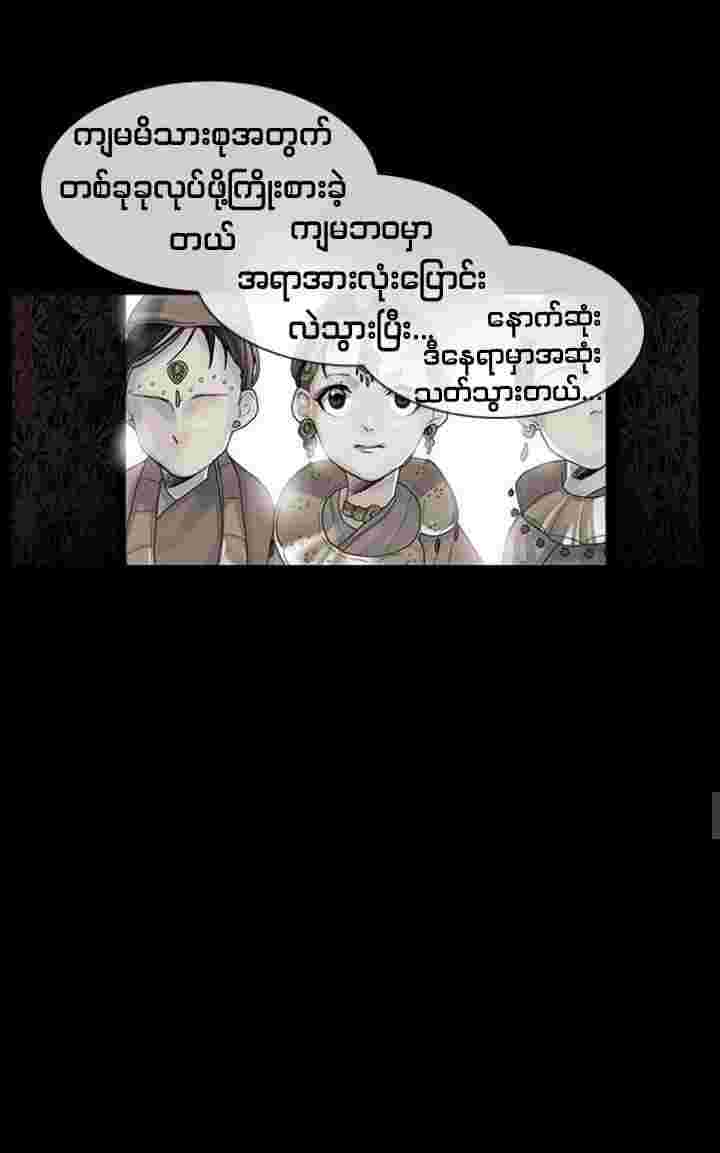 ကျမမိသားစုအတွက်
တစ်ခုခုလုပ်ဖို့ကြိုးစားခဲ့
တယ်
ကျမဘဝမှာ
အရာအားလုံးပြောင်း
လဲသွားပြီး...
နောက်ဆုံး
ဒီနေရာမှာအဆုံး
သတ်သွားတယ်...